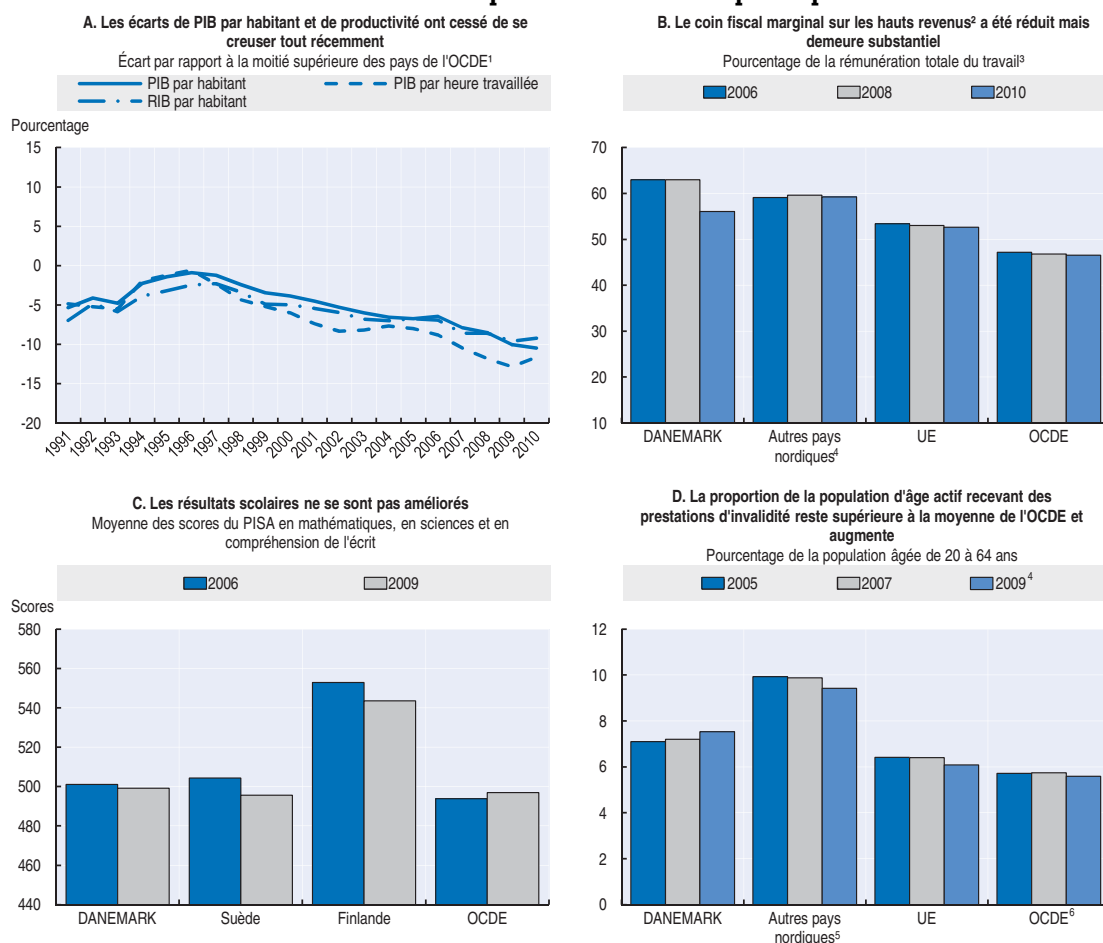 A. Les écarts de PIB par habitant et de productivité ont cessé de se
creuser tout récemment
Écart par rapport à la moitié supérieure des pays de l'OCDE¹
PIB par habitant
PIB par heure travaillée
RIB par habitant
Pourcentage
15
10
5
0
-5
-10
-15
-20
1991 1992 1993 1994 1995 1996 1997 1998 1999 2000 2001 2002 2003 2004 2005 2006 2007 2008 2009 2010
B. Le coin fiscal marginal sur les hauts revenus² a été réduit mais
demeure substantiel
Pourcentage de la rémunération totale du travail³
2006 2008 2010
70
60
50
40
30
20
10
DANEMARK Autres pays UE OCDE
nordiques⁴
C. Les résultats scolaires ne se sont pas améliorés
Moyenne des scores du PISA en mathématiques, en sciences et en
compréhension de l'écrit
2006 2009
Scores
580
560
540
520
500
480
460
440
DANEMARK Suède Finlande OCDE
D. La proportion de la population d'âge actif recevant des
prestations d'invalidité reste supérieure à la moyenne de l'OCDE et
augmente
Pourcentage de la population âgée de 20 à 64 ans
2005 2007 2009⁴
12
10
8
6
4
2
0
DANEMARK Autres pays UE OCDE⁶
nordiques⁵